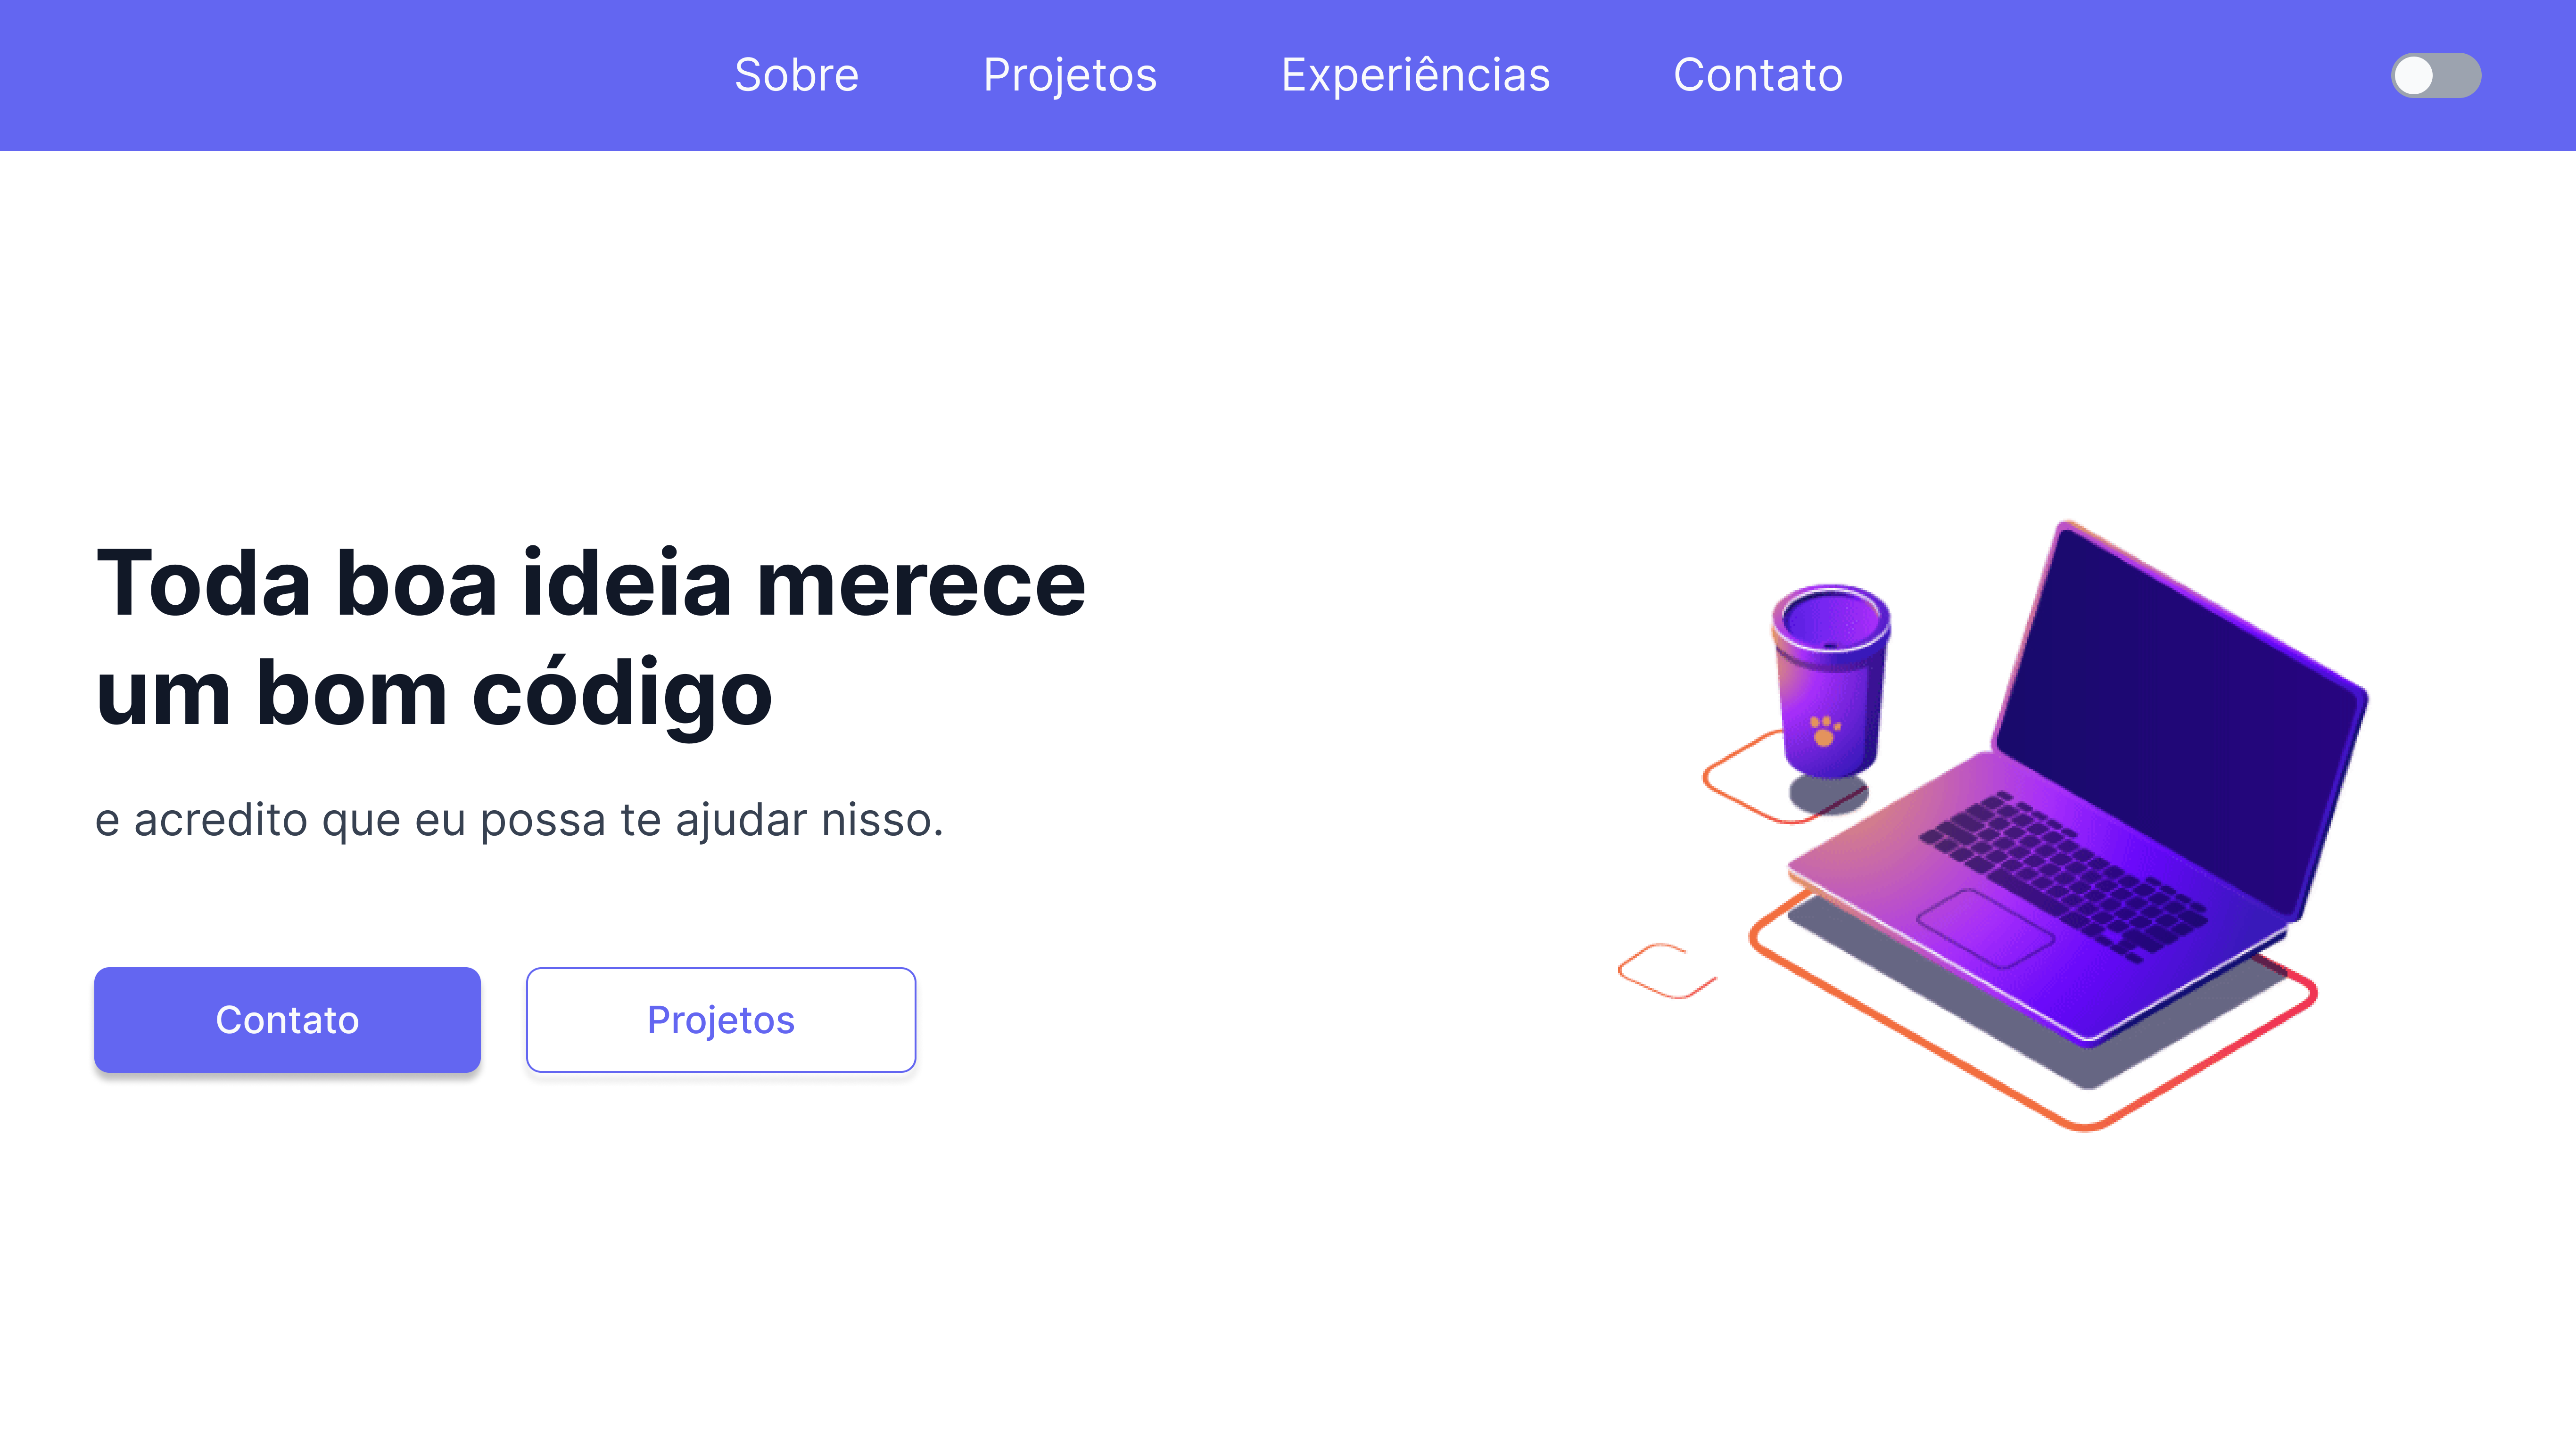 Sobre Projetos Experiências Contato
Toda boa ideia merece
um bom código
e acredito que eu possa te ajudar nisso.
Contato Projetos